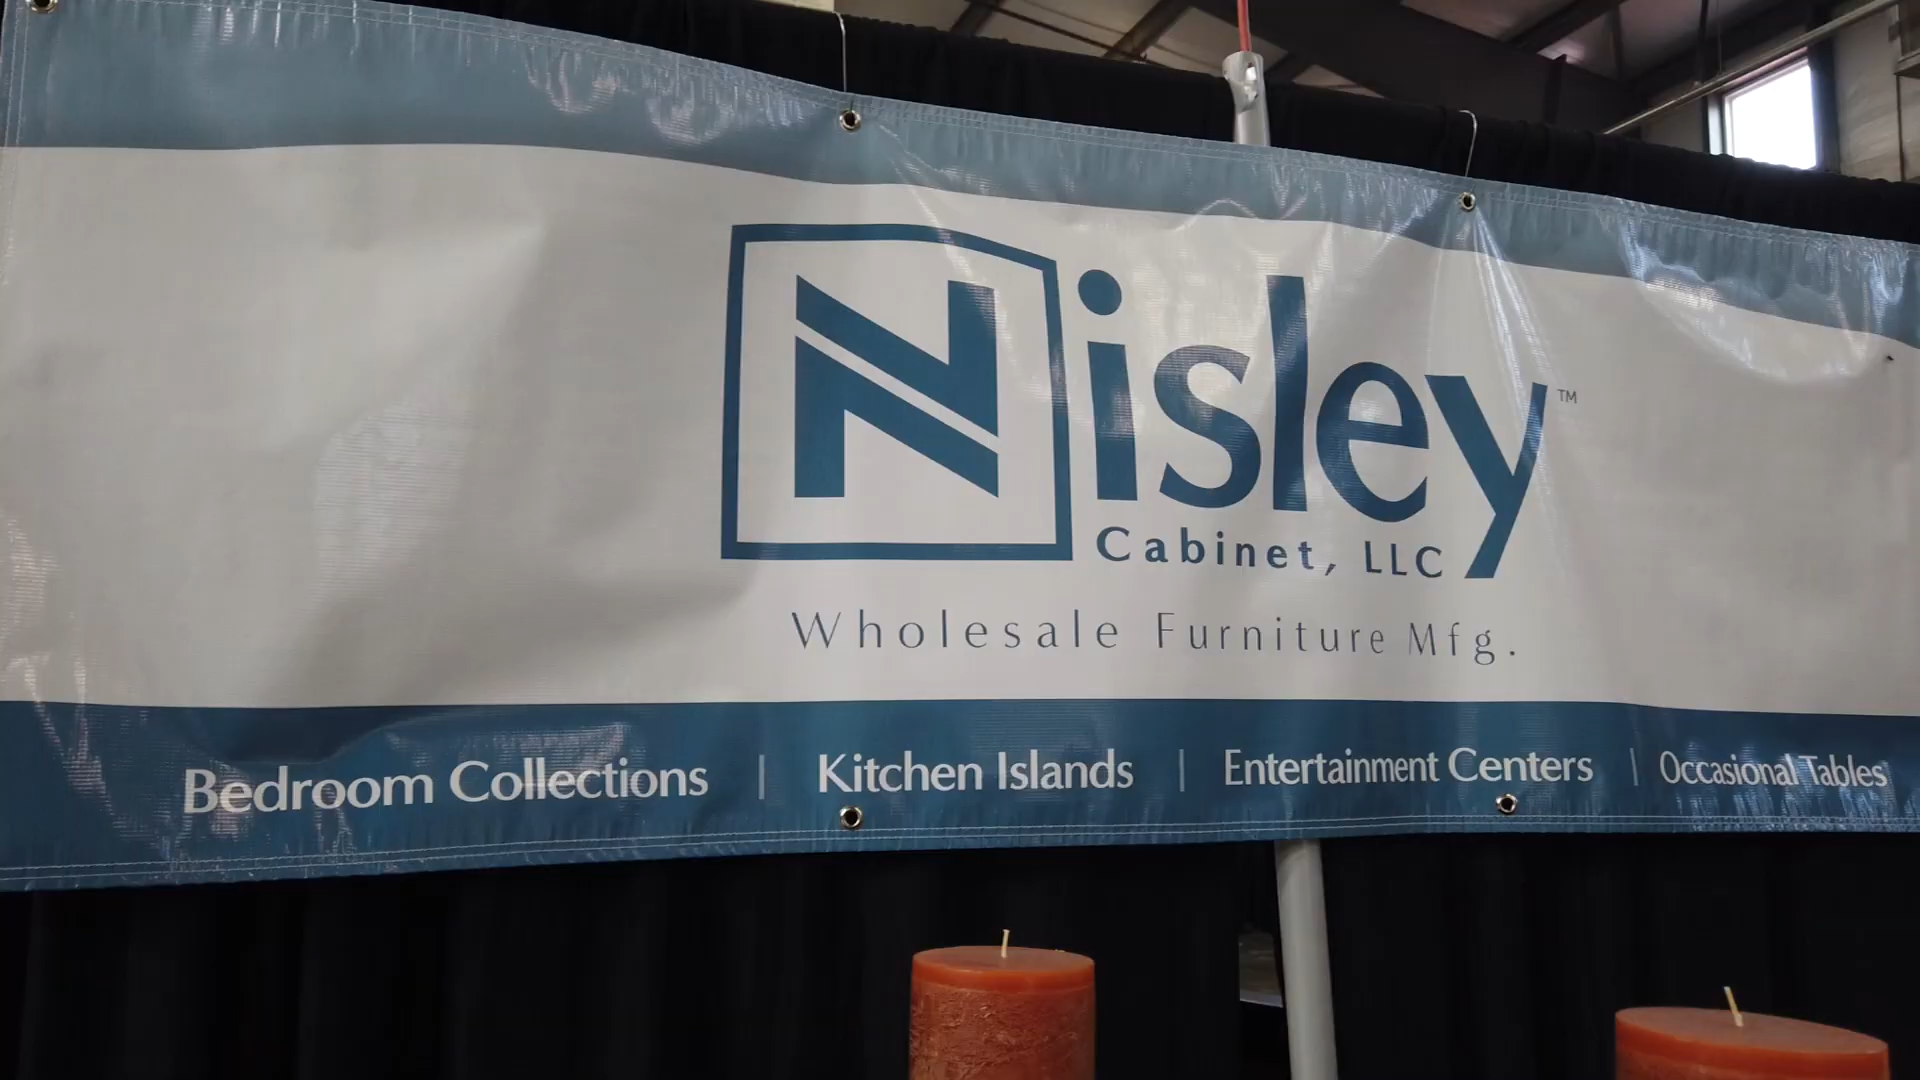 Nisley™
Cabinet, LLC
Wholesale Furniture Mfg.
Bedroom Collections | Kitchen Islands | Entertainment Centers | Occasional Tables